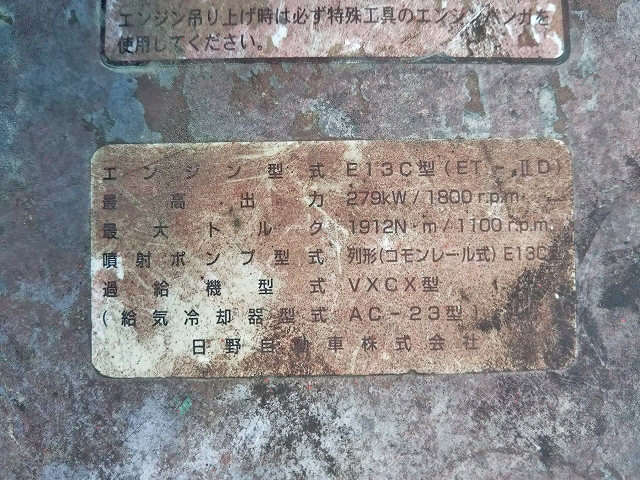 エンジン吊り上げ時は必ず特殊工具のエンジンハンガを
使用してください。
エンジン型式 E13C型(ET-ⅡD)
最高出力 279kW/1800r.p.m.
最大トルク 1912N·m/1100r.p.m.
噴射ポンプ型式 列形(コモンレール式)E13C
過給機型式 VXCX型
(給気冷却器型式 AC-23型)
日野自動車株式会社